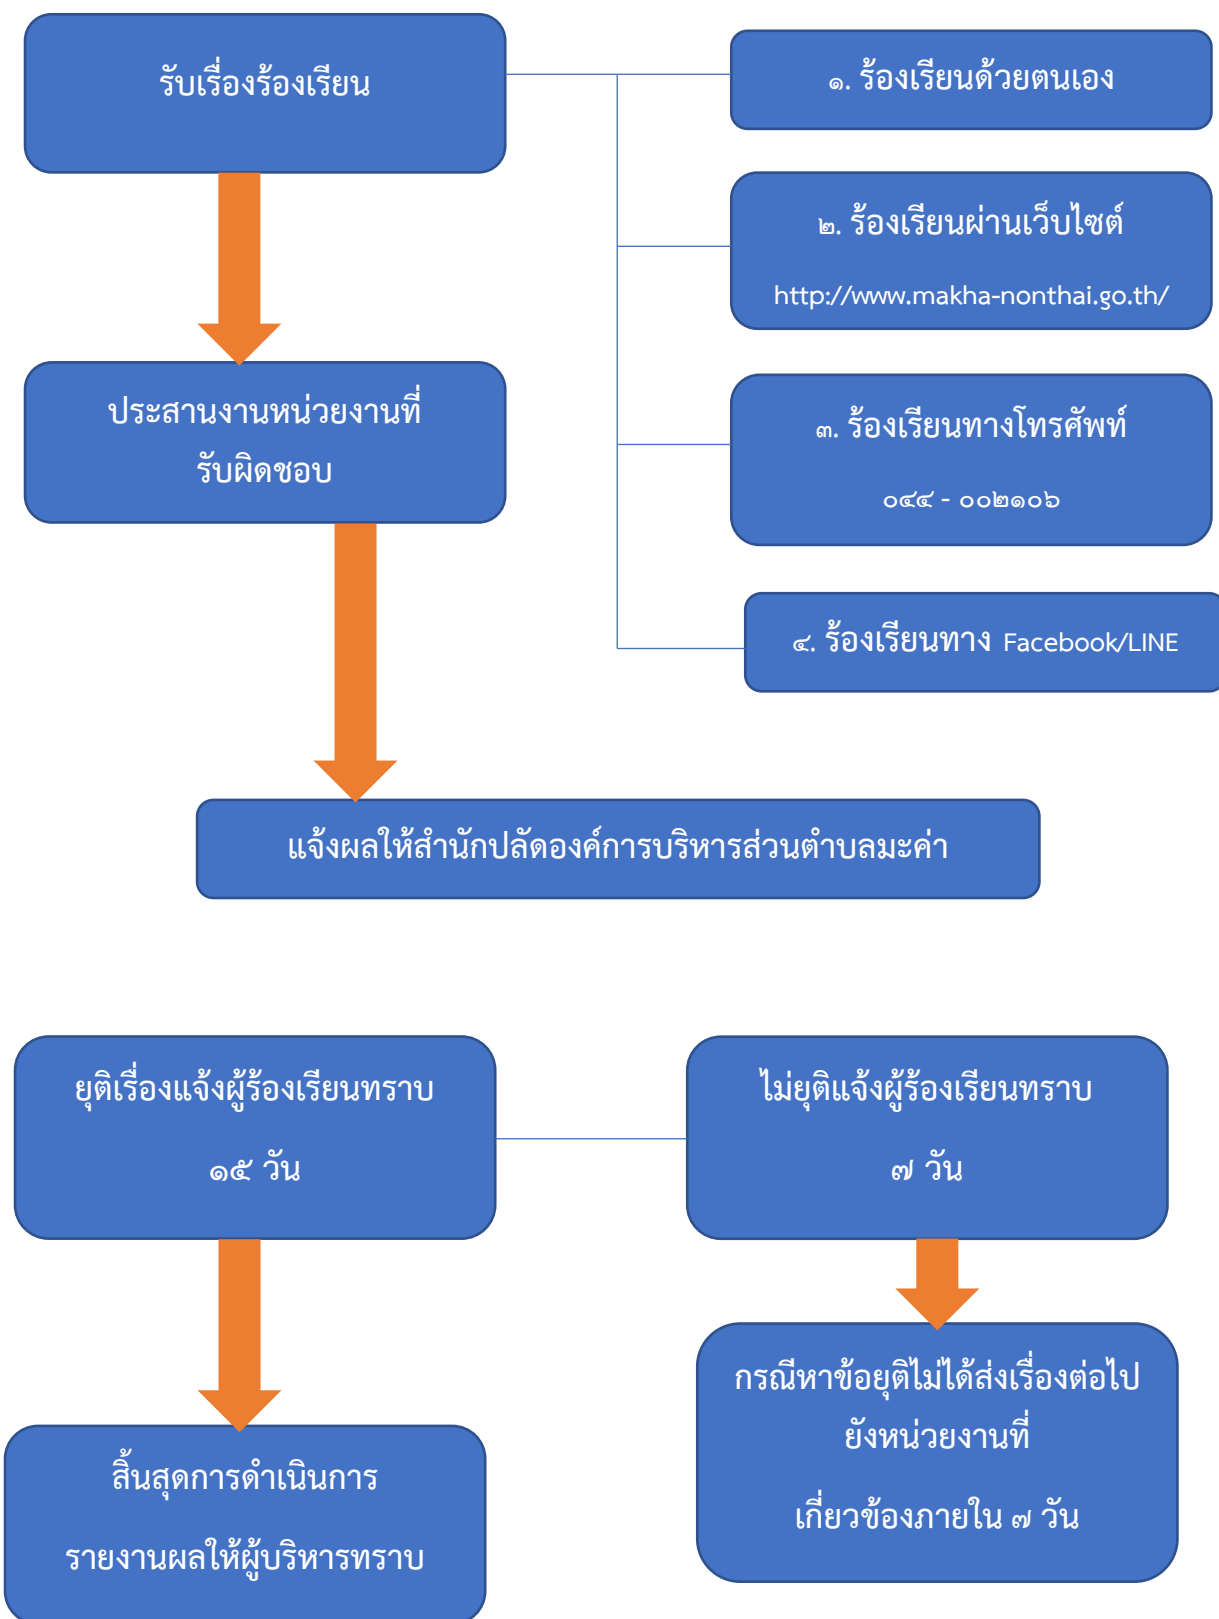 รับเรื่องร้องเรียน
๑. ร้องเรียนด้วยตนเอง
๒. ร้องเรียนผ่านเว็บไซต์
http://www.makha-nonthai.go.th/
๓. ร้องเรียนทางโทรศัพท์
๐๔๔ - ๐๐๒๑๐๖
๔. ร้องเรียนทาง Facebook/LINE
ประสานงานหน่วยงานที่
รับผิดชอบ
แจ้งผลให้สำนักปลัดองค์การบริหารส่วนตำบลมะค่า
ยุติเรื่องแจ้งผู้ร้องเรียนทราบ
๑๕ วัน
ไม่ยุติแจ้งผู้ร้องเรียนทราบ
๗ วัน
สิ้นสุดการดำเนินการ
รายงานผลให้ผู้บริหารทราบ
กรณีหาข้อยุติไม่ได้ส่งเรื่องต่อไป
ยังหน่วยงานที่
เกี่ยวข้องภายใน ๗ วัน